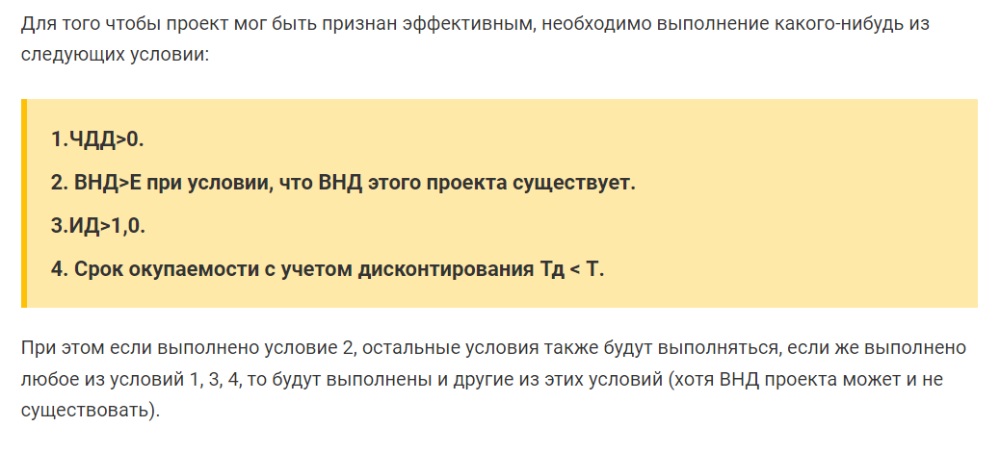 Для того чтобы проект мог быть признан эффективным, необходимо выполнение какого-нибудь из
следующих условии:
1.ЧДД>0.
2. ВНД>Е при условии, что ВНД этого проекта существует.
3.ИД>1,0.
4. Срок окупаемости с учетом дисконтирования Тд < Т.
При этом если выполнено условие 2, остальные условия также будут выполняться, если же выполнено
любое из условий 1, 3, 4, то будут выполнены и другие из этих условий (хотя ВНД проекта может и не
существовать).